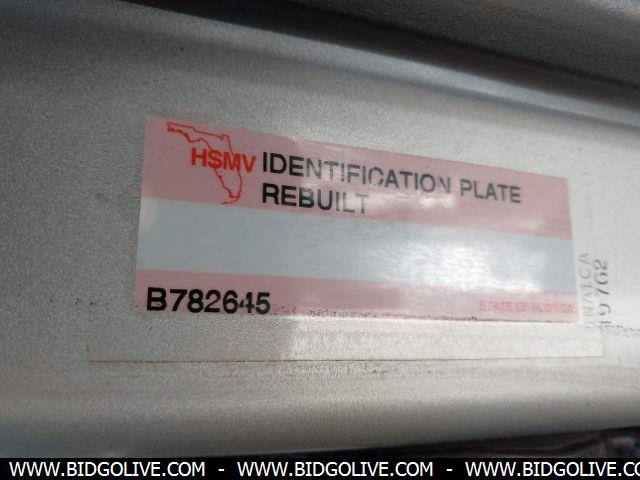 HSMV IDENTIFICATION PLATE
REBUILT
B782645
STATE OF FLORIDA
WWW.BIDGOLIVE.COM - WWW.BIDGOLIVE.COM - WWW.BIDGOLIVE.COM